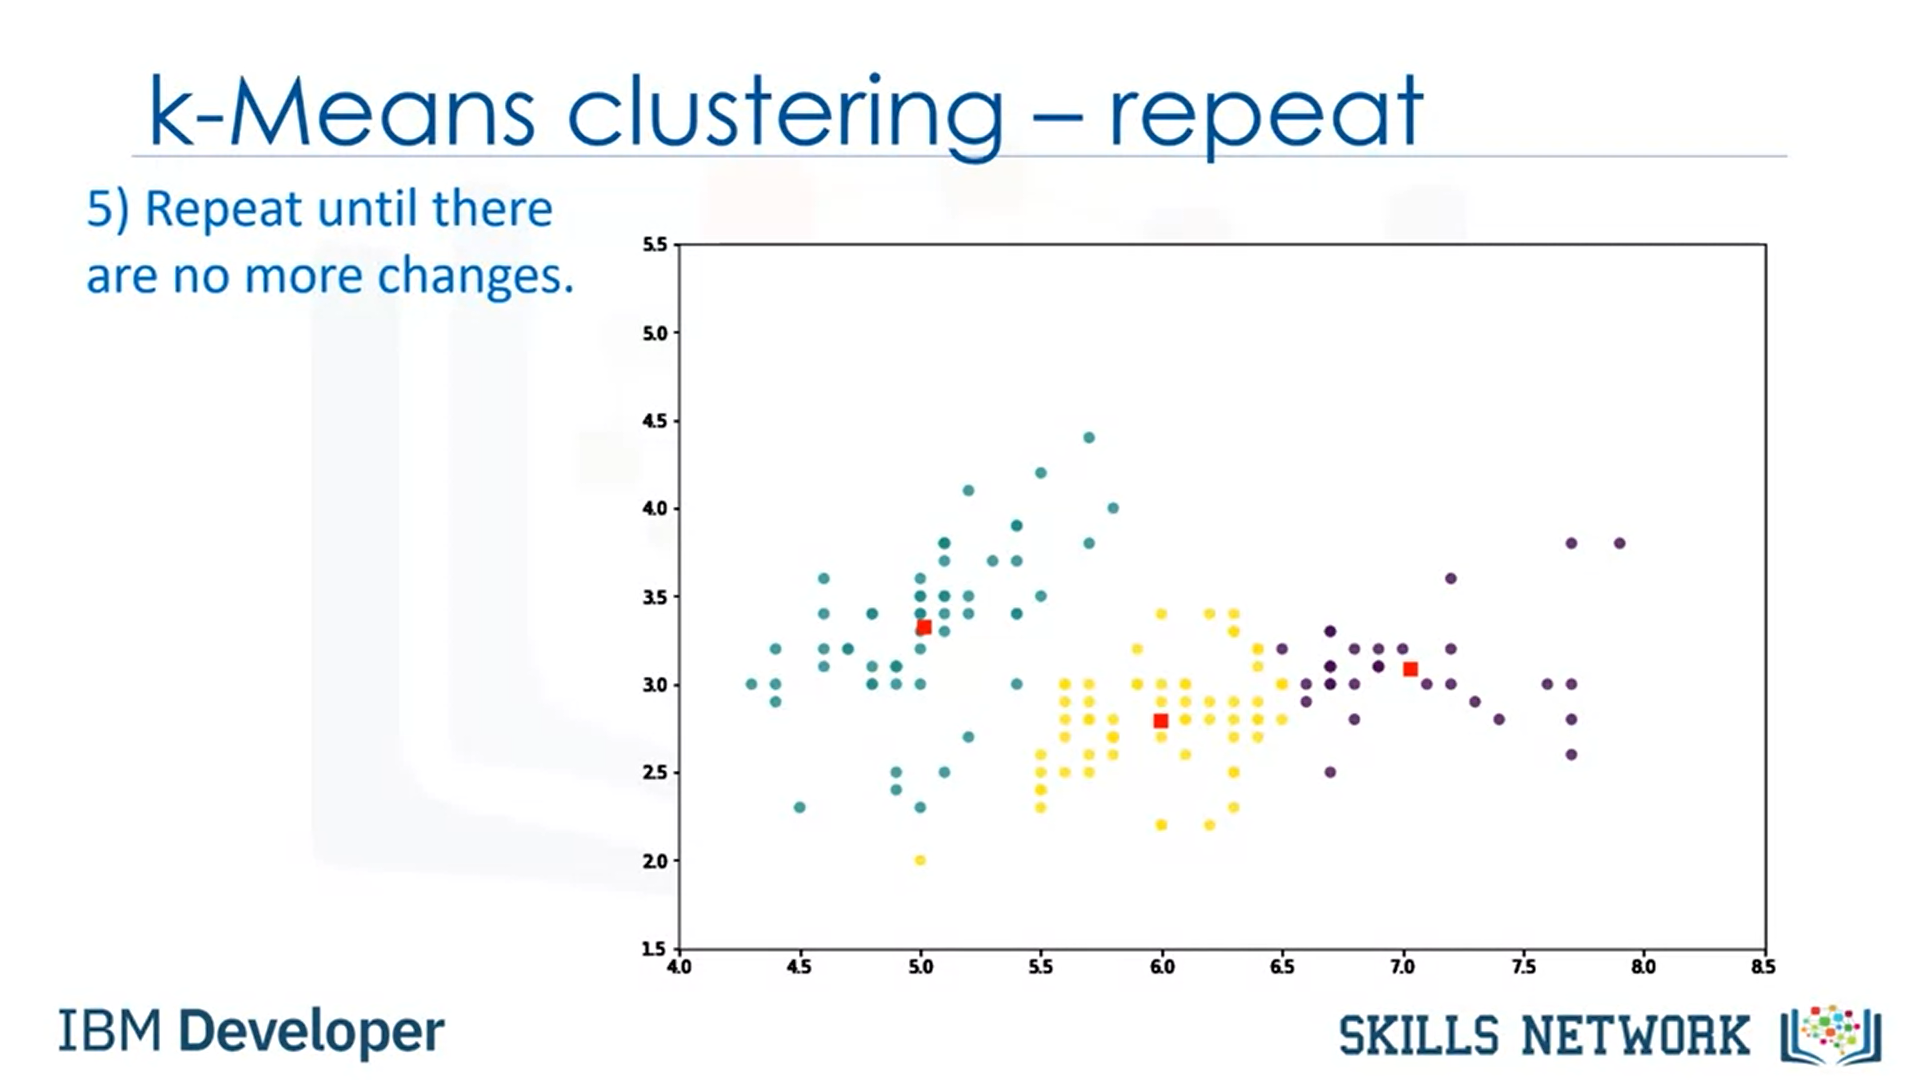 k-Means clustering – repeat
5) Repeat until there
are no more changes.
5.5
5.0
4.5
4.0
3.5
3.0
2.5
2.0
1.5
4.0 4.5 5.0 5.5 6.0 6.5 7.0 7.5 8.0 8.5
IBM Developer
SKILLS NETWORK